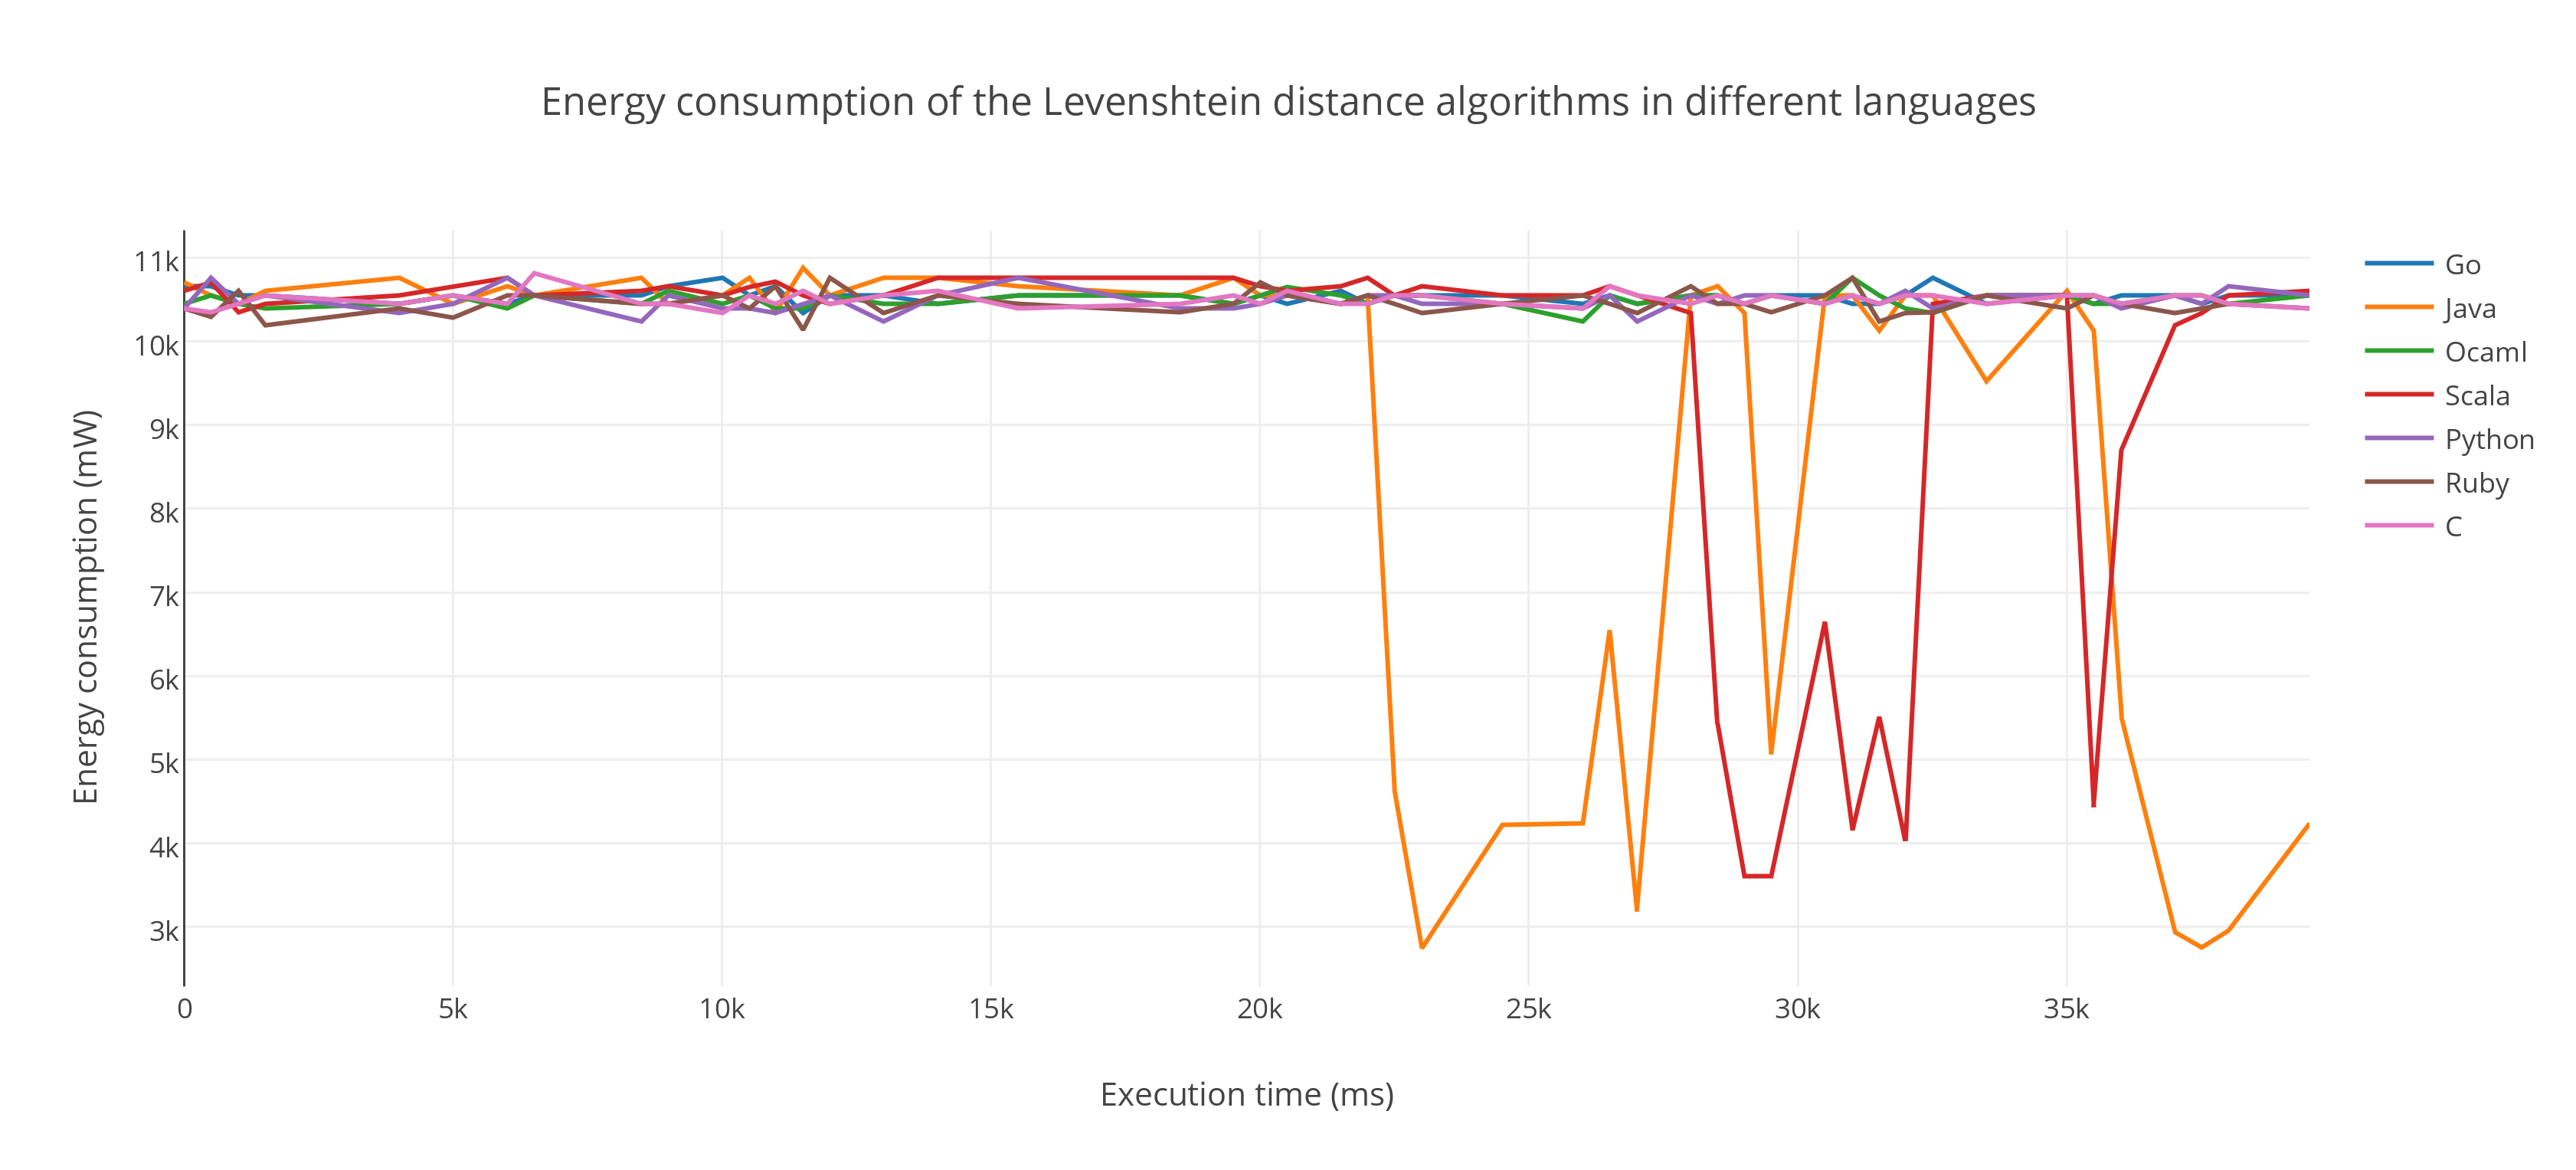 Energy consumption of the Levenshtein distance algorithms in different languages
11k
10k
9k
8k
7k
6k
5k
4k
3k
Energy consumption (mW)
0
5k
10k
15k
20k
25k
30k
35k
Execution time (ms)
Go
Java
Ocaml
Scala
Python
Ruby
C